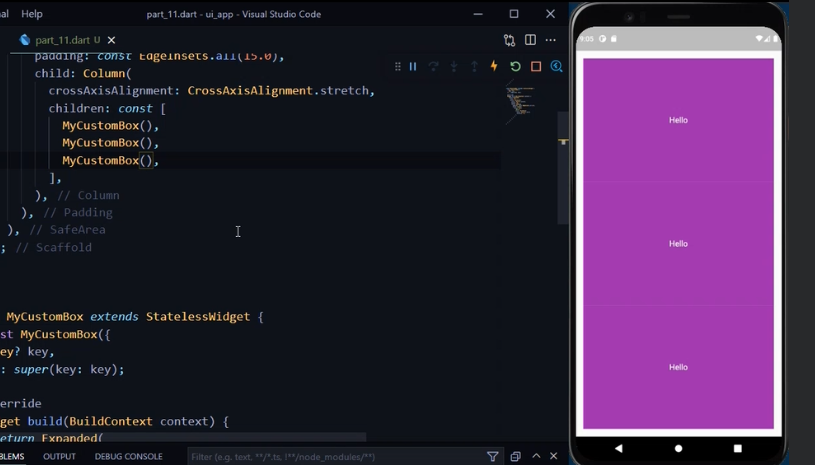 al Help part_11.dart - ui_app - Visual Studio Code
part_11.dart U
padding: const EdgeInsets.all(15.0),
child: Column(
crossAxisAlignment: CrossAxisAlignment.stretch,
children: const [
MyCustomBox(),
MyCustomBox(),
MyCustomBox(),
],
), // Column
), // Padding
), // SafeArea
; // Scaffold
MyCustomBox extends StatelessWidget {
st MyCustomBox({
ey? key,
: super(key: key);
erride
get build(BuildContext context) {
eturn Expanded(
BLEMS OUTPUT DEBUG CONSOLE Filter (e.g. text, **/*.ts, !**/node_modules/**)
9:05
Hello
Hello
Hello